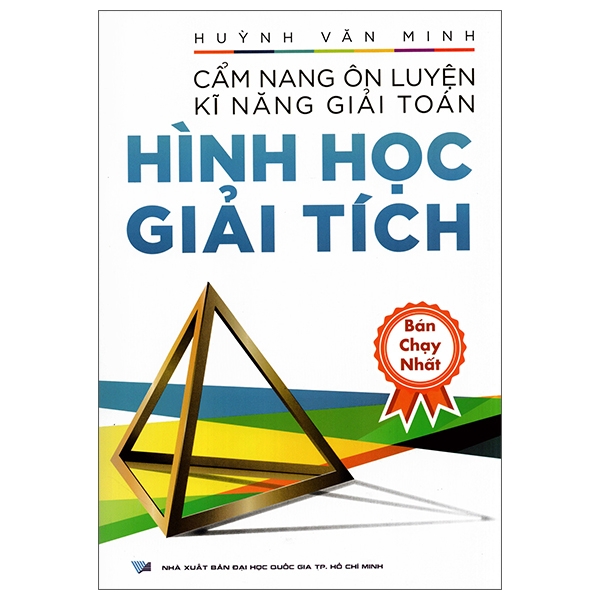 HUỲNH VĂN MINH
CẨM NANG ÔN LUYỆN
KĨ NĂNG GIẢI TOÁN
HÌNH HỌC
GIẢI TÍCH
Bán
Chạy
Nhất
NHÀ XUẤT BẢN ĐẠI HỌC QUỐC GIA TP. HỒ CHÍ MINH